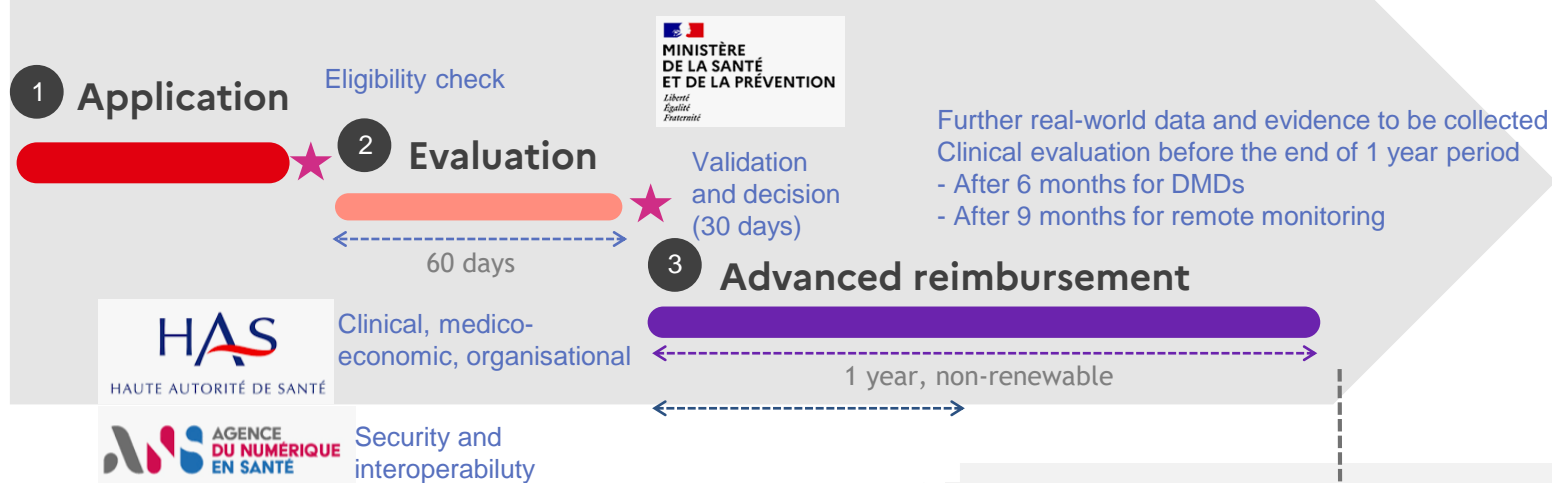 1 Application
Eligibility check
2 Evaluation
60 days
MINISTÈRE
DE LA SANTÉ
ET DE LA PRÉVENTION
Liberté
Égalité
Fraternité
Validation
and decision
(30 days)
Further real-world data and evidence to be collected
Clinical evaluation before the end of 1 year period
- After 6 months for DMDs
- After 9 months for remote monitoring
3 Advanced reimbursement
1 year, non-renewable
HAS
HAUTE AUTORITÉ DE SANTÉ
Clinical, medico-
economic, organisational
ANS AGENCE
DU NUMÉRIQUE
EN SANTÉ
Security and
interoperabiluty